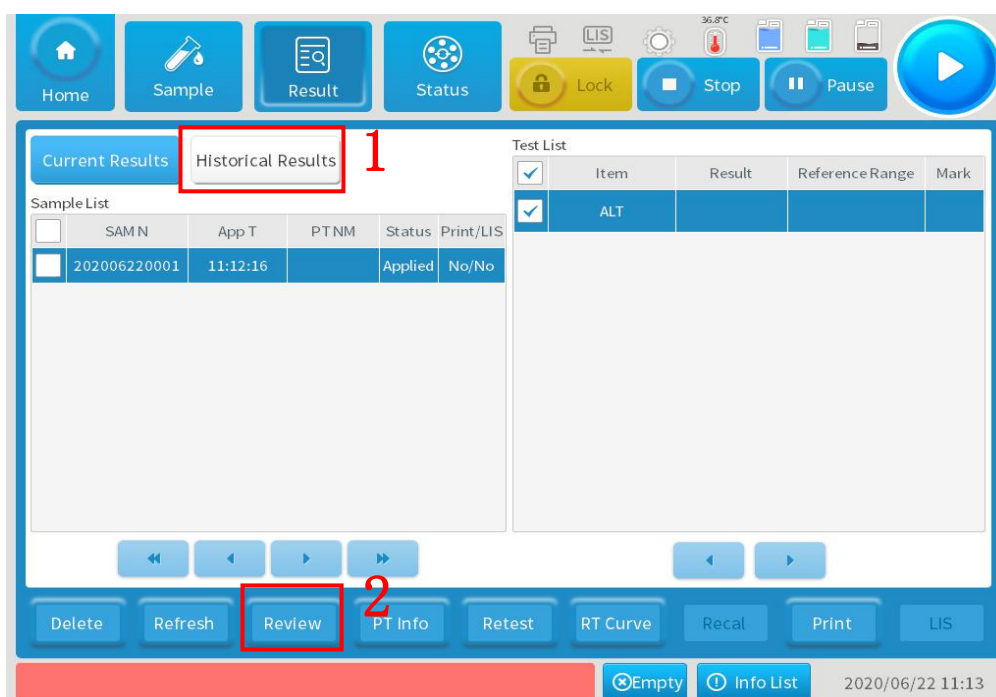 36.8℃
LIS
Home
Sample
Result
Status
Lock
Stop
Pause
Current Results
Historical Results
1
Sample List
SAM N App T PT NM Status Print/LIS
202006220001 11:12:16 Applied No/No
Test List
Item Result Reference Range Mark
ALT
2
Delete
Refresh
Review
PT Info
Retest
RT Curve
Recal
Print
LIS
Empty
Info List
2020/06/22 11:13